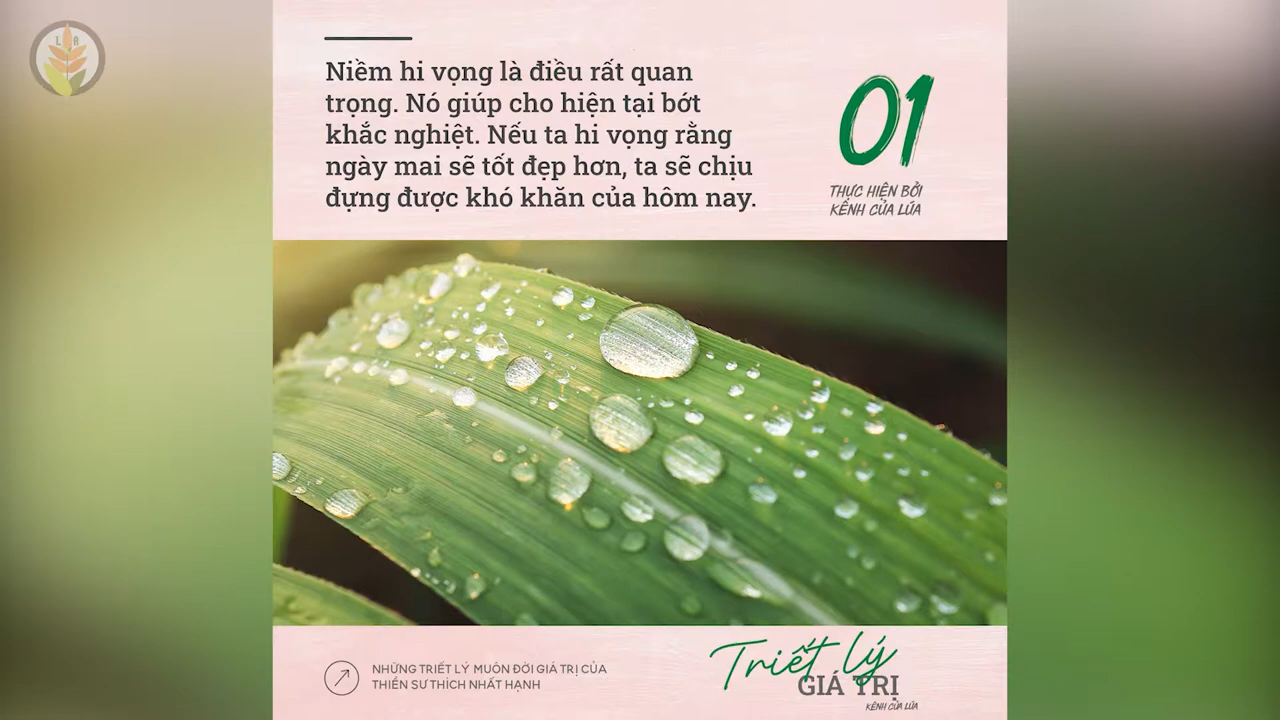 L A
Niềm hi vọng là điều rất quan
trọng. Nó giúp cho hiện tại bớt
khắc nghiệt. Nếu ta hi vọng rằng
ngày mai sẽ tốt đẹp hơn, ta sẽ chịu
đựng được khó khăn của hôm nay.
01
THỰC HIỆN BỞI
KÊNH CỦA LÚA
NHỮNG TRIẾT LÝ MUÔN ĐỜI GIÁ TRỊ CỦA
THIỀN SƯ THÍCH NHẤT HẠNH
Triết lý
GIÁ TRỊ
KÊNH CỦA LÚA